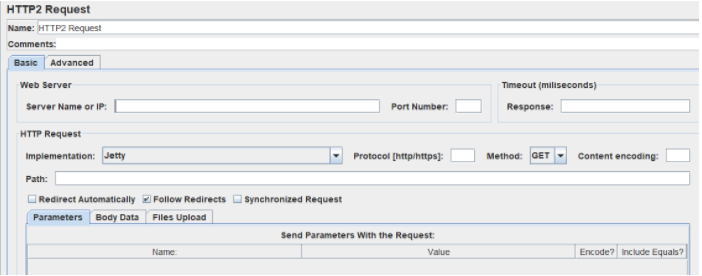 HTTP2 Request
Name: HTTP2 Request
Comments:
Basic Advanced
Web Server Timeout (miliseconds)
Server Name or IP: Port Number: Response:
HTTP Request
Implementation: Jetty Protocol [http/https]: Method: GET Content encoding:
Path:
Redirect Automatically Follow Redirects Synchronized Request
Parameters Body Data Files Upload
Send Parameters With the Request:
Name: Value Encode? Include Equals?